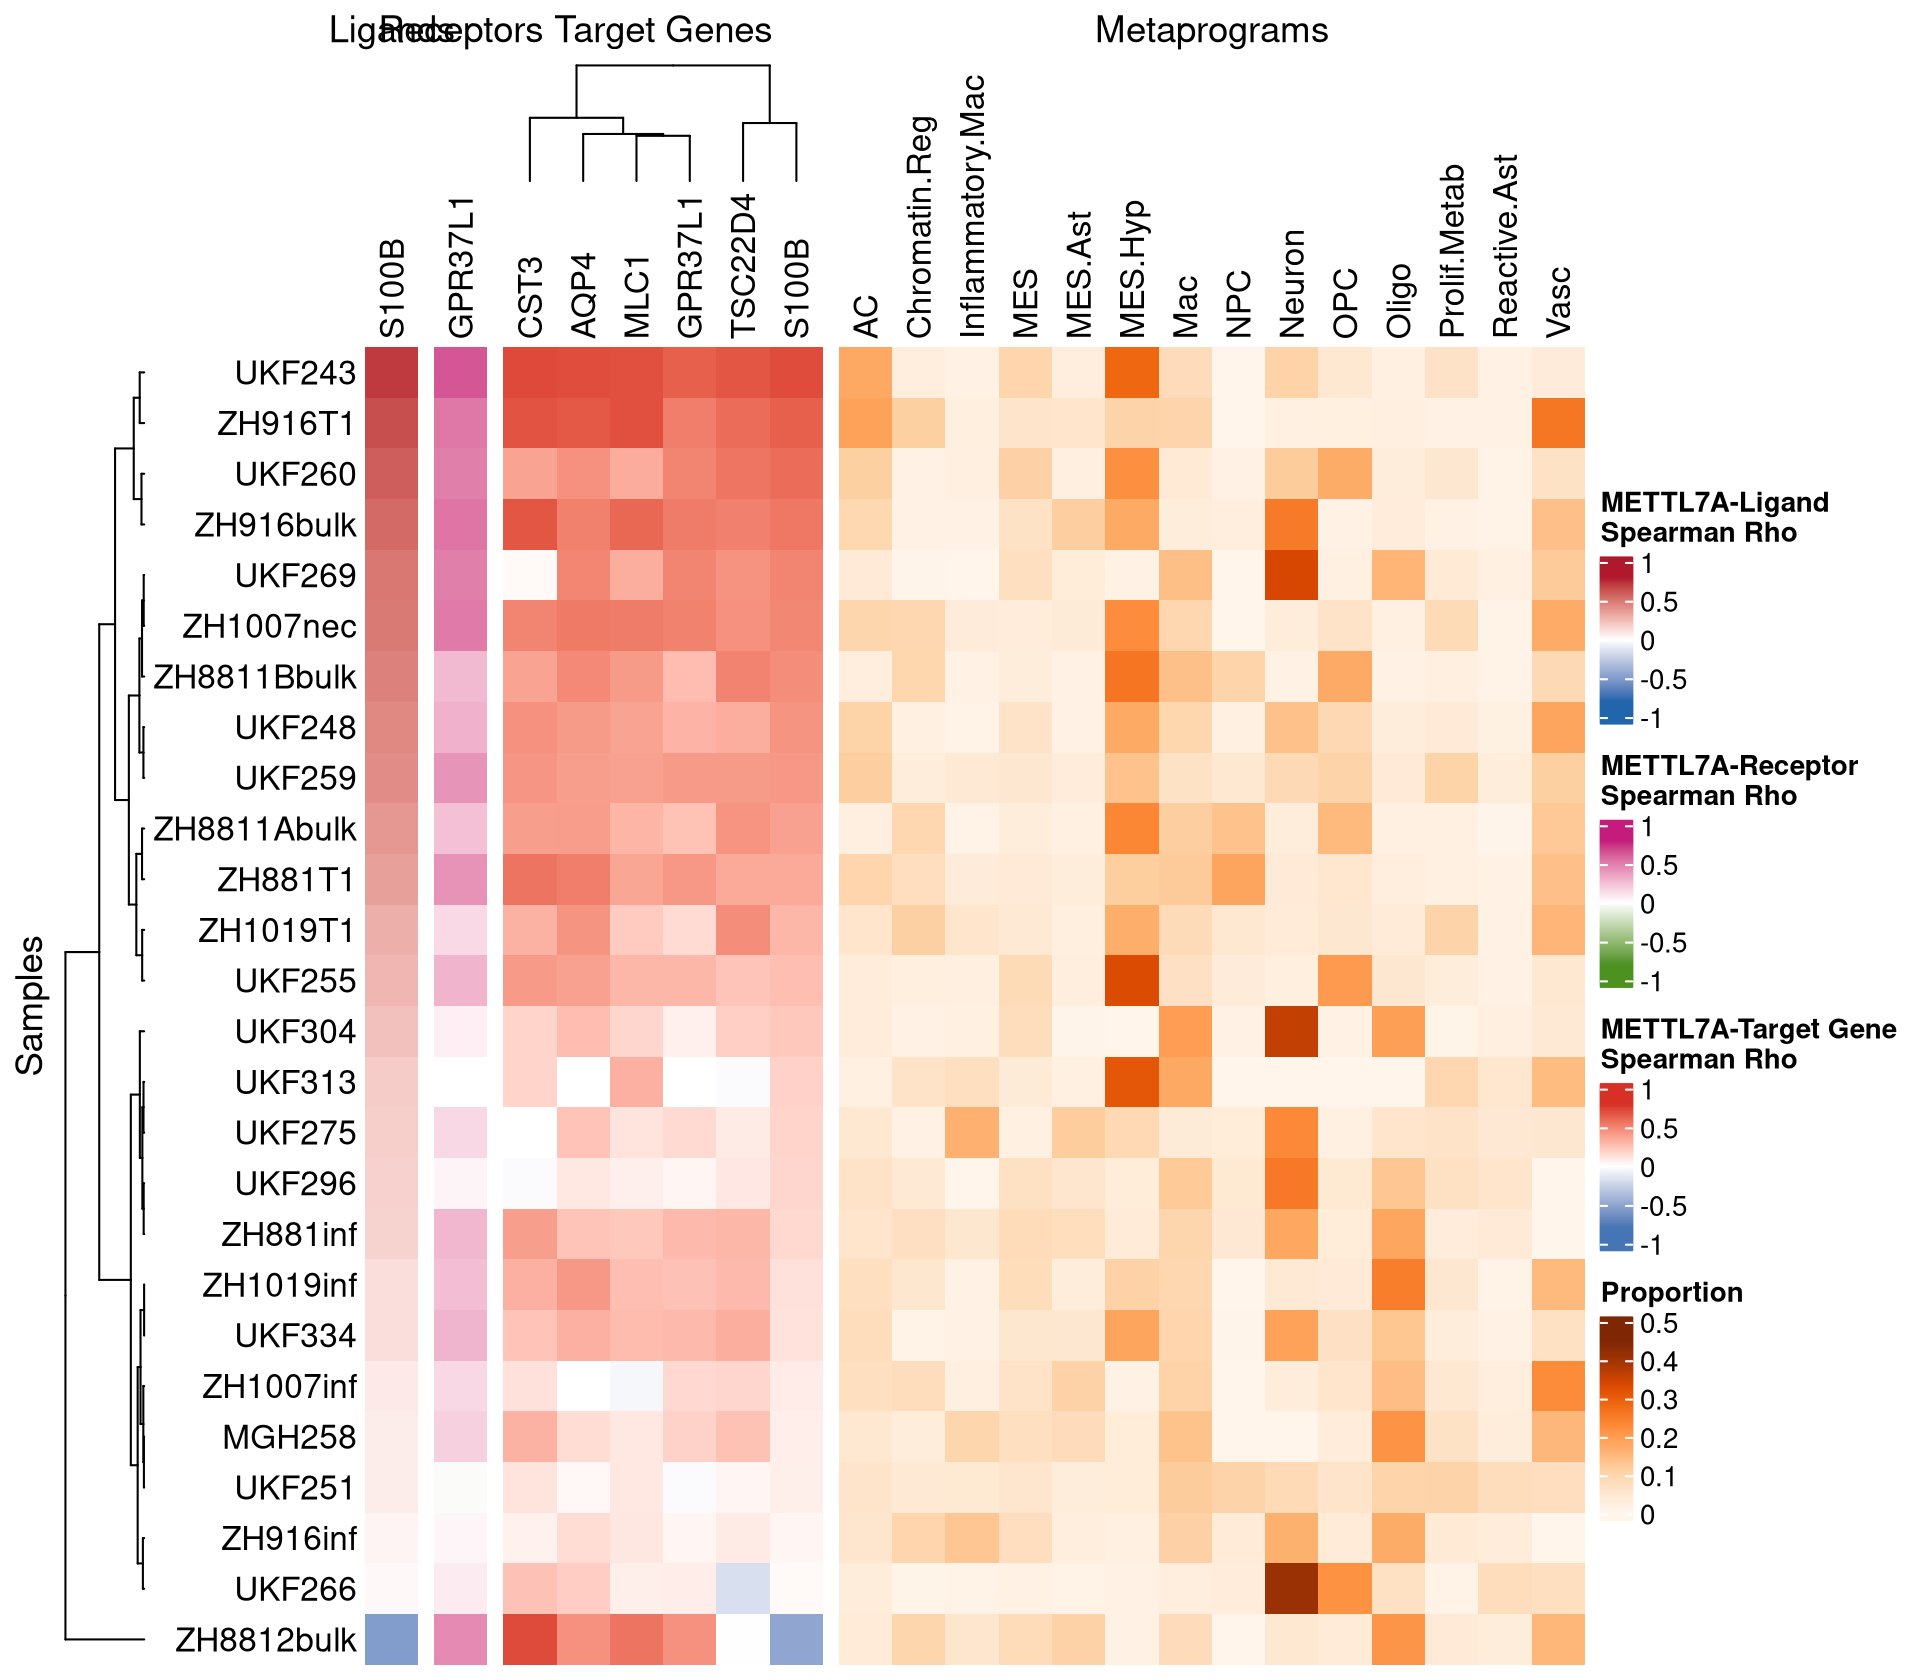 Ligands Receptors Target Genes Metaprograms
S100B GPR37L1 CST3 AQP4 MLC1 GPR37L1 TSC22D4 S100B AC Chromatin.Reg Inflammatory.Mac MES MES.Ast MES.Hyp Mac NPC Neuron OPC Oligo Prolif.Metab Reactive.Ast Vasc
Samples
UKF243
ZH916T1
UKF260
ZH916bulk
UKF269
ZH1007nec
ZH8811Bbulk
UKF248
UKF259
ZH8811Abulk
ZH881T1
ZH1019T1
UKF255
UKF304
UKF313
UKF275
UKF296
ZH881inf
ZH1019inf
UKF334
ZH1007inf
MGH258
UKF251
ZH916inf
UKF266
ZH8812bulk
METTL7A-Ligand
Spearman Rho
1
0.5
0
-0.5
-1
METTL7A-Receptor
Spearman Rho
1
0.5
0
-0.5
-1
METTL7A-Target Gene
Spearman Rho
1
0.5
0
-0.5
-1
Proportion
0.5
0.4
0.3
0.2
0.1
0